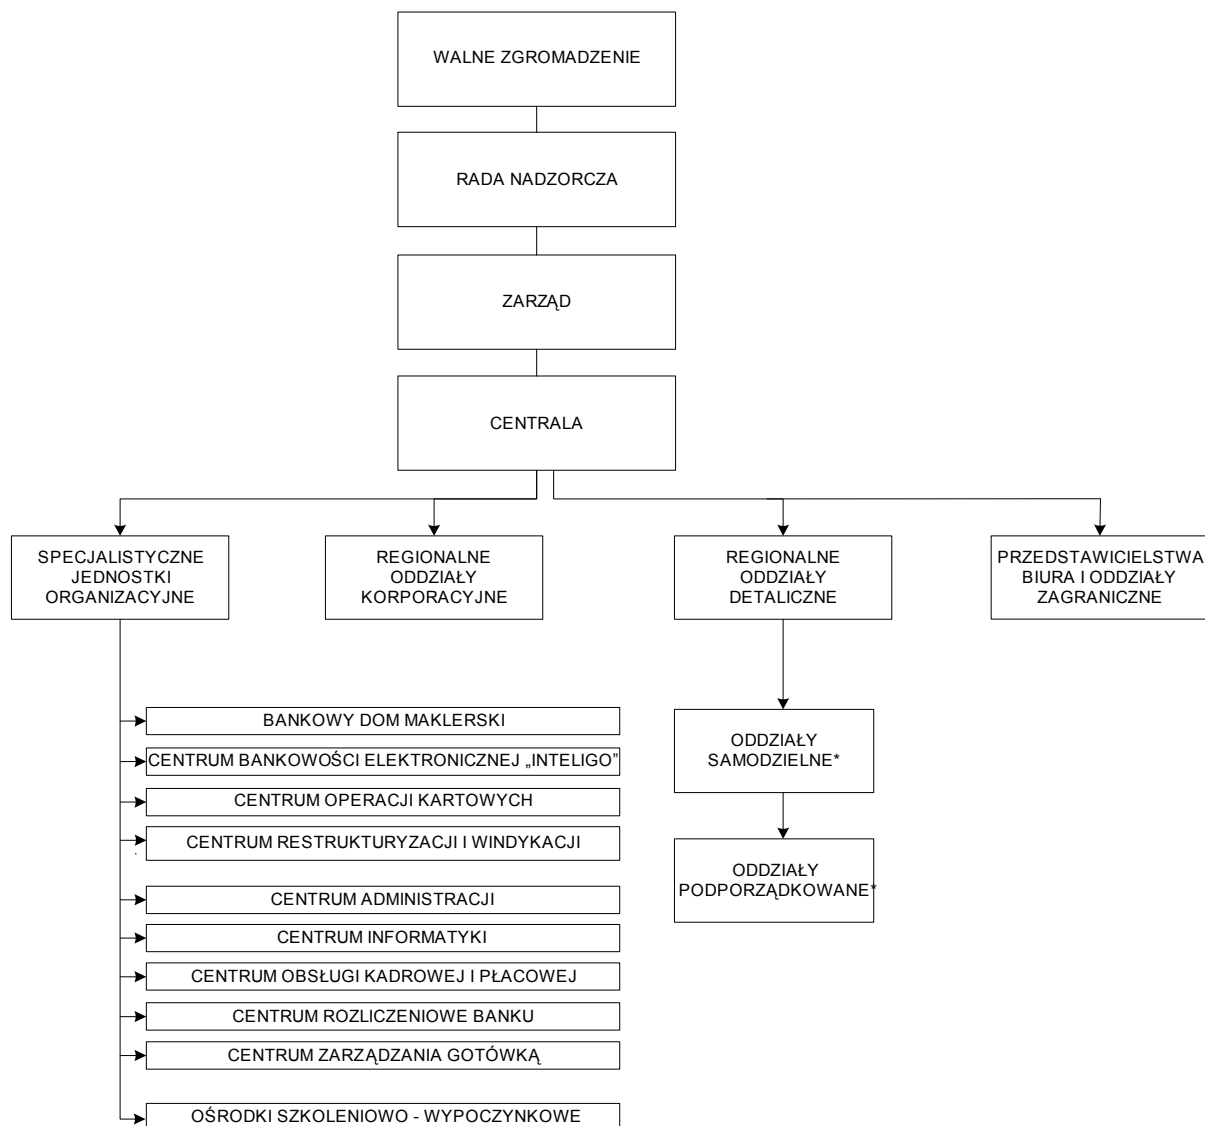 WALNE ZGROMADZENIE
RADA NADZORCZA
ZARZĄD
CENTRALA
SPECJALISTYCZNE
JEDNOSTKI
ORGANIZACYJNE
REGIONALNE
ODDZIAŁY
KORPORACYJNE
REGIONALNE
ODDZIAŁY
DETALICZNE
PRZEDSTAWICIELSTWA
BIURA I ODDZIAŁY
ZAGRANICZNE
BANKOWY DOM MAKLERSKI
CENTRUM BANKOWOŚCI ELEKTRONICZNEJ „INTELIGO”
CENTRUM OPERACJI KARTOWYCH
CENTRUM RESTRUKTURYZACJI I WINDYKACJI
CENTRUM ADMINISTRACJI
CENTRUM INFORMATYKI
CENTRUM OBSŁUGI KADROWEJ I PŁACOWEJ
CENTRUM ROZLICZENIOWE BANKU
CENTRUM ZARZĄDZANIA GOTÓWKĄ
OŚRODKI SZKOLENIOWO - WYPOCZYNKOWE
ODDZIAŁY
SAMODZIELNE*
ODDZIAŁY
PODPORZĄDKOWANE*